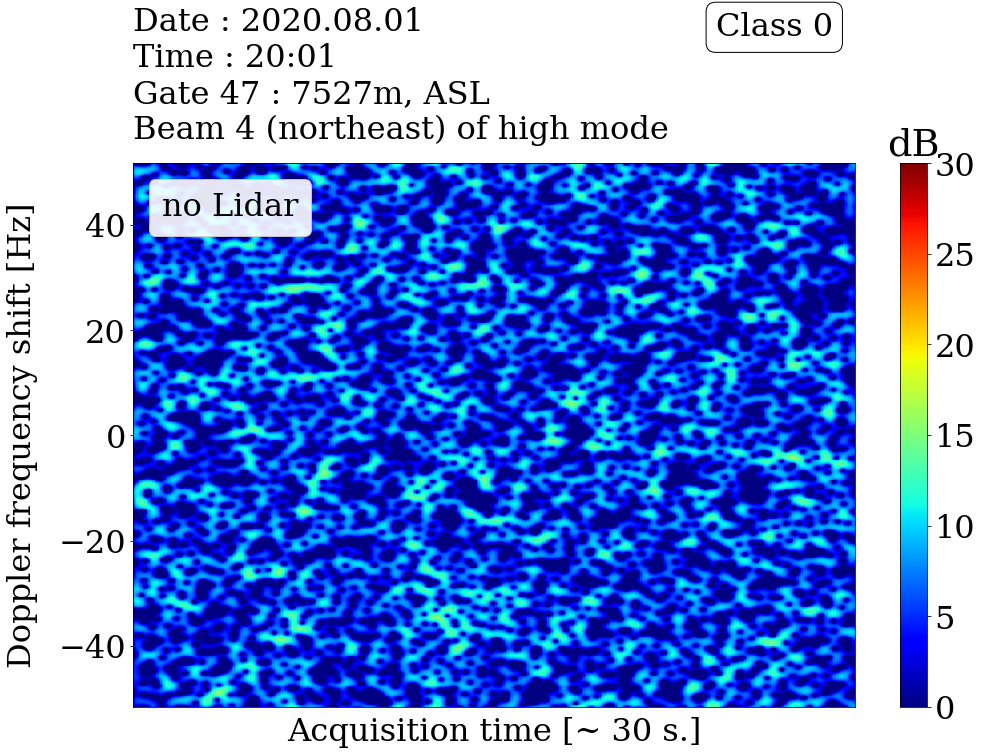 Date : 2020.08.01
Time : 20:01
Gate 47 : 7527m, ASL
Beam 4 (northeast) of high mode
Class 0
dB
no Lidar
Doppler frequency shift [Hz]
40
20
0
−20
−40
30
25
20
15
10
5
0
Acquisition time [~ 30 s.]